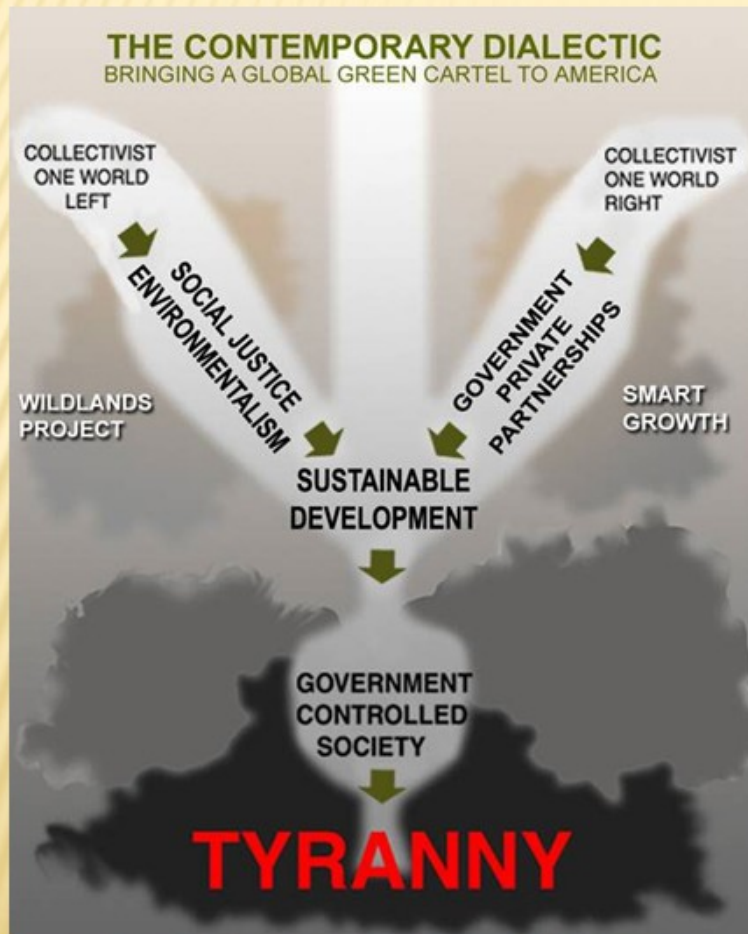 THE CONTEMPORARY DIALECTIC
BRINGING A GLOBAL GREEN CARTEL TO AMERICA
COLLECTIVIST
ONE WORLD
LEFT
COLLECTIVIST
ONE WORLD
RIGHT
SOCIAL JUSTICE
ENVIRONMENTALISM
GOVERNMENT
PRIVATE
PARTNERSHIPS
WILDLANDS
PROJECT
SMART
GROWTH
SUSTAINABLE
DEVELOPMENT
GOVERNMENT
CONTROLLED
SOCIETY
TYRANNY